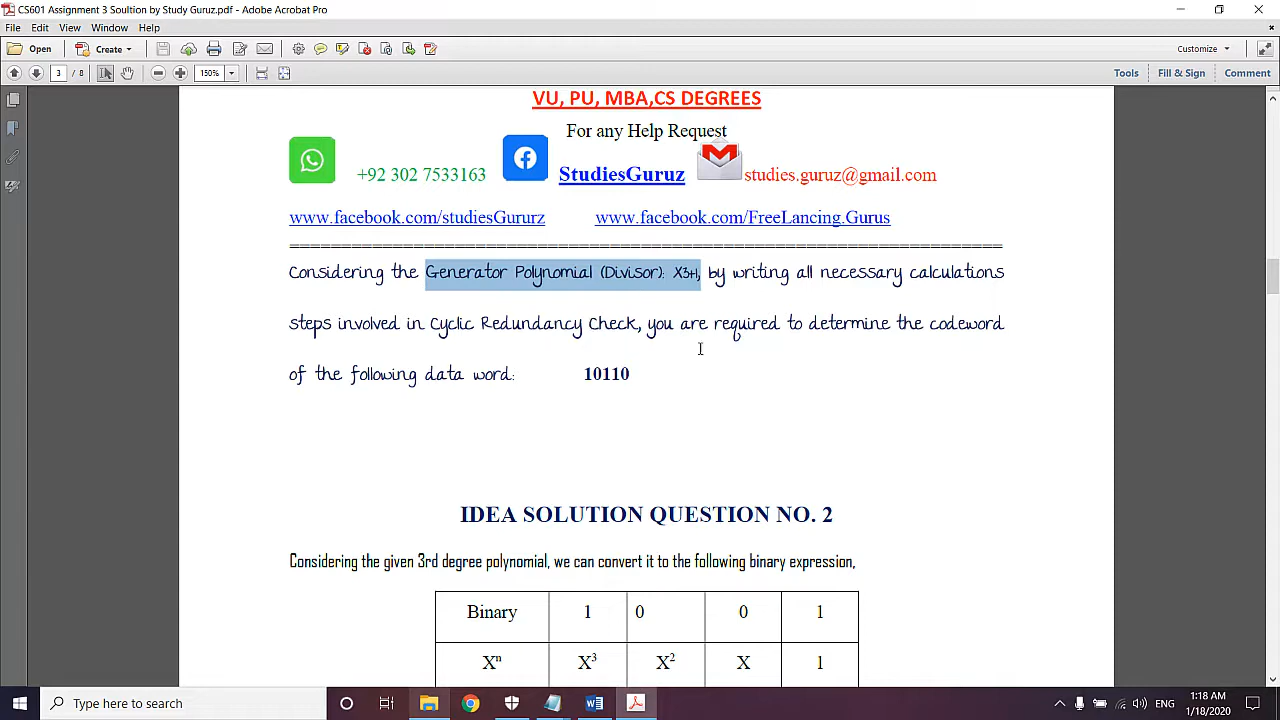 CS601 Assignment 3 Soultion by Study Guruz.pdf - Adobe Acrobat Pro
File Edit View Window Help
Open Create Customize
3 / 8 150% Tools Fill & Sign Comment
VU, PU, MBA,CS DEGREES
For any Help Request
+92 302 7533163 StudiesGuruz studies.guruz@gmail.com
www.facebook.com/studiesGururz www.facebook.com/FreeLancing.Gurus
==================================================================
Considering the Generator Polynomial (Divisor): X3+1, by writing all necessary calculations
steps involved in Cyclic Redundancy Check, you are required to determine the codeword
of the following data word: 10110
IDEA SOLUTION QUESTION NO. 2
Considering the given 3rd degree polynomial, we can convert it to the following binary expression,
Binary 1 0 0 1
Xⁿ X³ X² X 1
Type here to search ENG 1:18 AM
1/18/2020